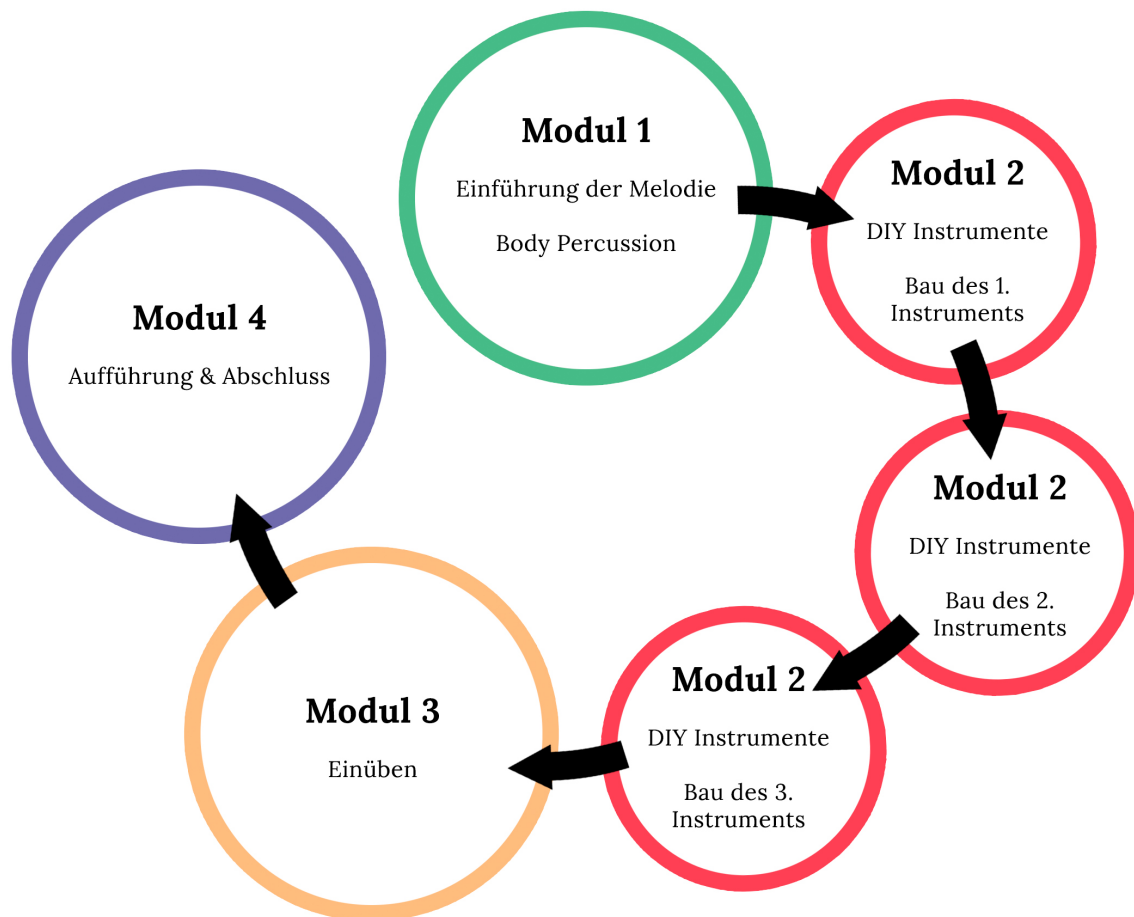 Modul 1
Einführung der Melodie
Body Percussion
Modul 2
DIY Instrumente
Bau des 1.
Instruments
Modul 2
DIY Instrumente
Bau des 2.
Instruments
Modul 2
DIY Instrumente
Bau des 3.
Instruments
Modul 3
Einüben
Modul 4
Aufführung & Abschluss